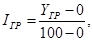 I_ГР = (Y_ГР − 0) / (100 − 0),